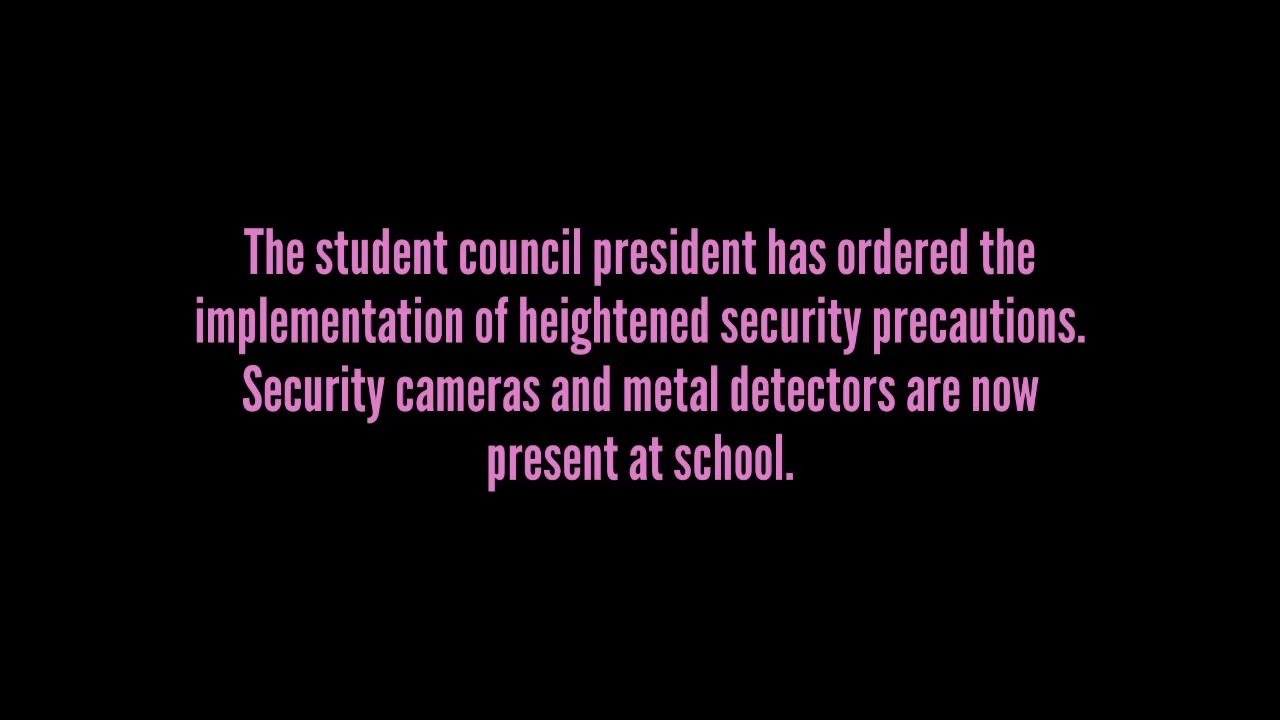 The student council president has ordered the
implementation of heightened security precautions.
Security cameras and metal detectors are now
present at school.